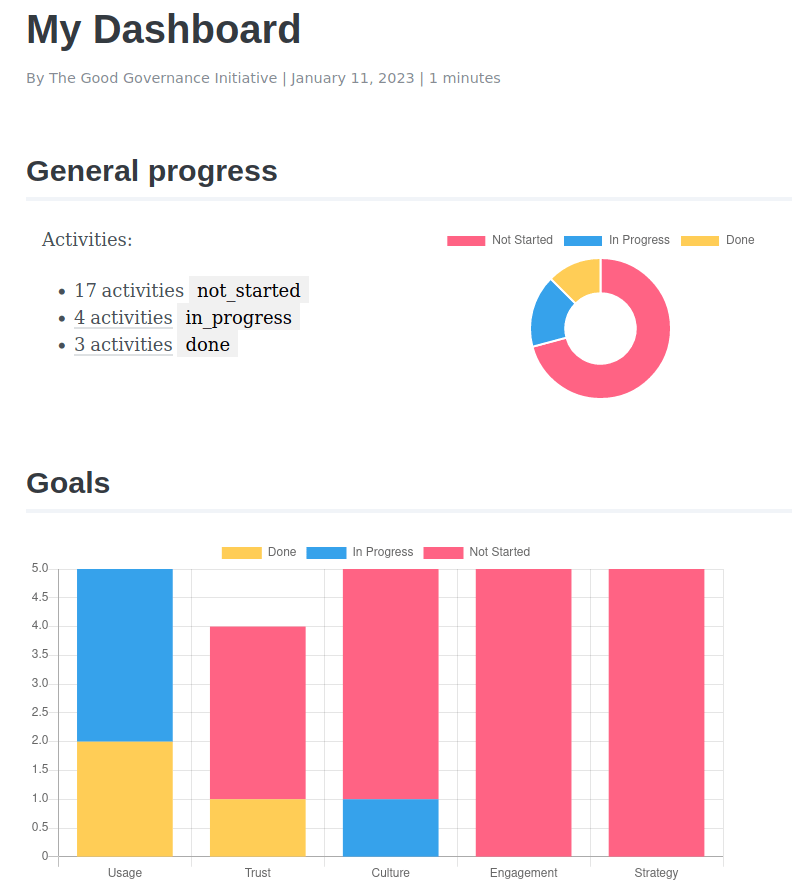 My Dashboard
By The Good Governance Initiative | January 11, 2023 | 1 minutes
General progress
Activities:
• 17 activities not_started
• 4 activities in_progress
• 3 activities done
Not Started In Progress Done
Goals
Done In Progress Not Started
5.0
4.5
4.0
3.5
3.0
2.5
2.0
1.5
1.0
0.5
0
Usage Trust Culture Engagement Strategy